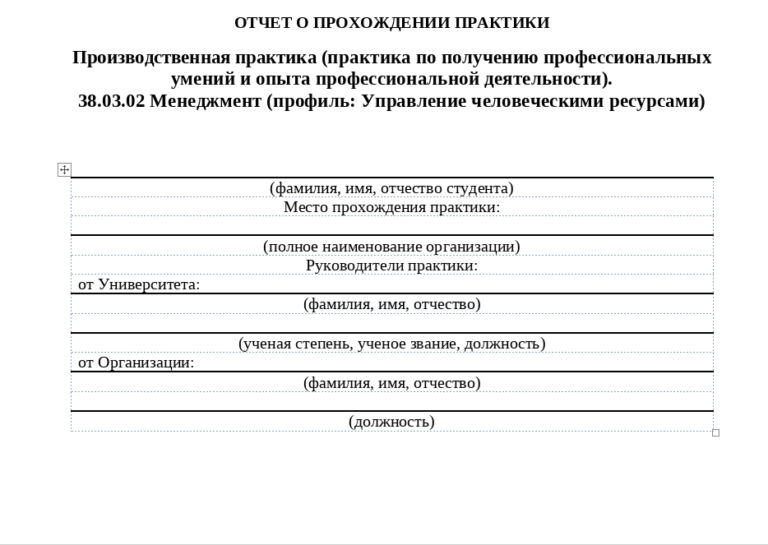 ОТЧЕТ О ПРОХОЖДЕНИИ ПРАКТИКИ
Производственная практика (практика по получению профессиональных
умений и опыта профессиональной деятельности).
38.03.02 Менеджмент (профиль: Управление человеческими ресурсами)
(фамилия, имя, отчество студента)
Место прохождения практики:
(полное наименование организации)
Руководители практики:
от Университета:
(фамилия, имя, отчество)
(ученая степень, ученое звание, должность)
от Организации:
(фамилия, имя, отчество)
(должность)